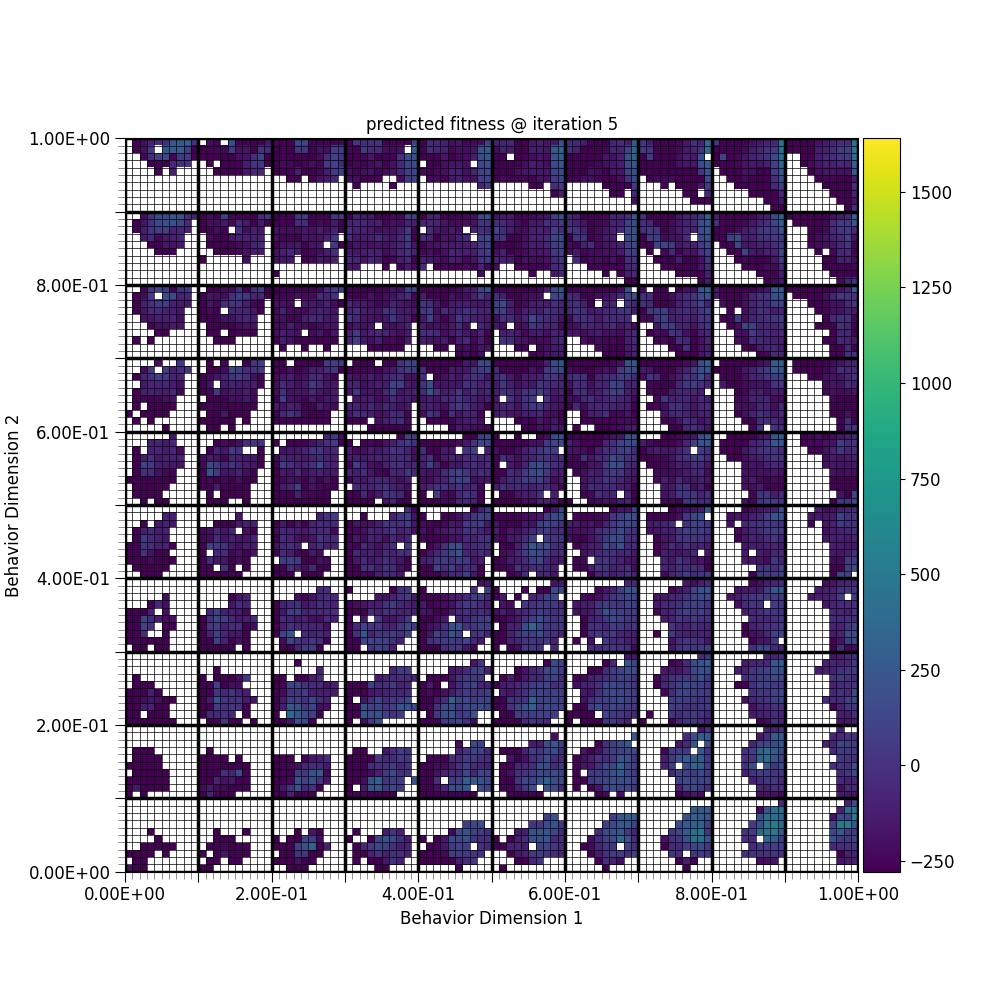 predicted fitness @ iteration 5
1.00E+00
8.00E-01
6.00E-01
4.00E-01
2.00E-01
0.00E+00
Behavior Dimension 2
0.00E+00 2.00E-01 4.00E-01 6.00E-01 8.00E-01 1.00E+00
Behavior Dimension 1
1500
1250
1000
750
500
250
0
−250